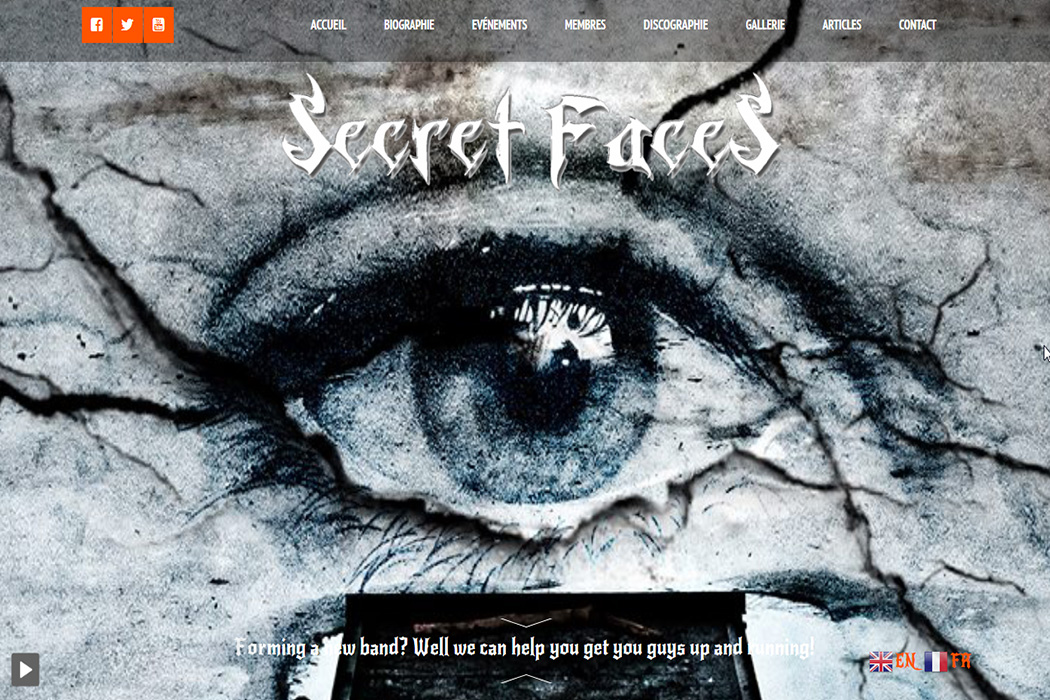 ACCUEIL BIOGRAPHIE EVÉNEMENTS MEMBRES DISCOGRAPHIE GALLERIE ARTICLES CONTACT
Secret FaceS
Forming a new band? Well we can help you get you guys up and running!
EN FR